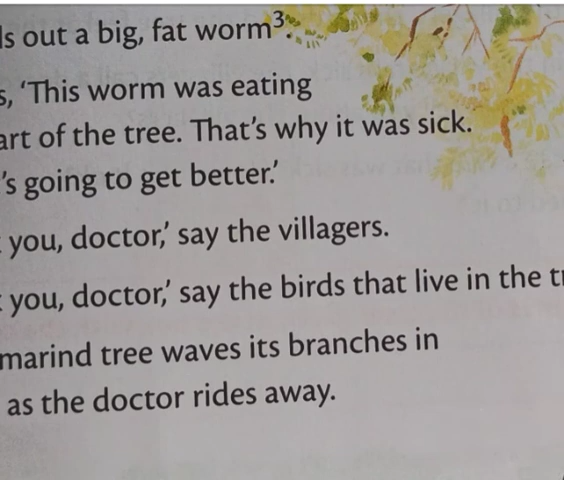 ls out a big, fat worm³.
s, ‘This worm was eating
art of the tree. That’s why it was sick.
’s going to get better.’
you, doctor,’ say the villagers.
you, doctor,’ say the birds that live in the tr
marind tree waves its branches in
as the doctor rides away.